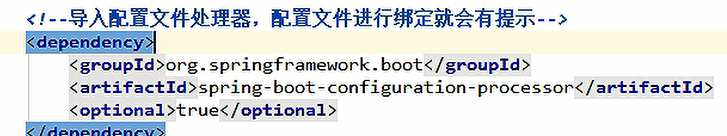 <!--导入配置文件处理器，配置文件进行绑定就会有提示-->
<dependency>
<groupId>org.springframework.boot</groupId>
<artifactId>spring-boot-configuration-processor</artifactId>
<optional>true</optional>
</dependency>